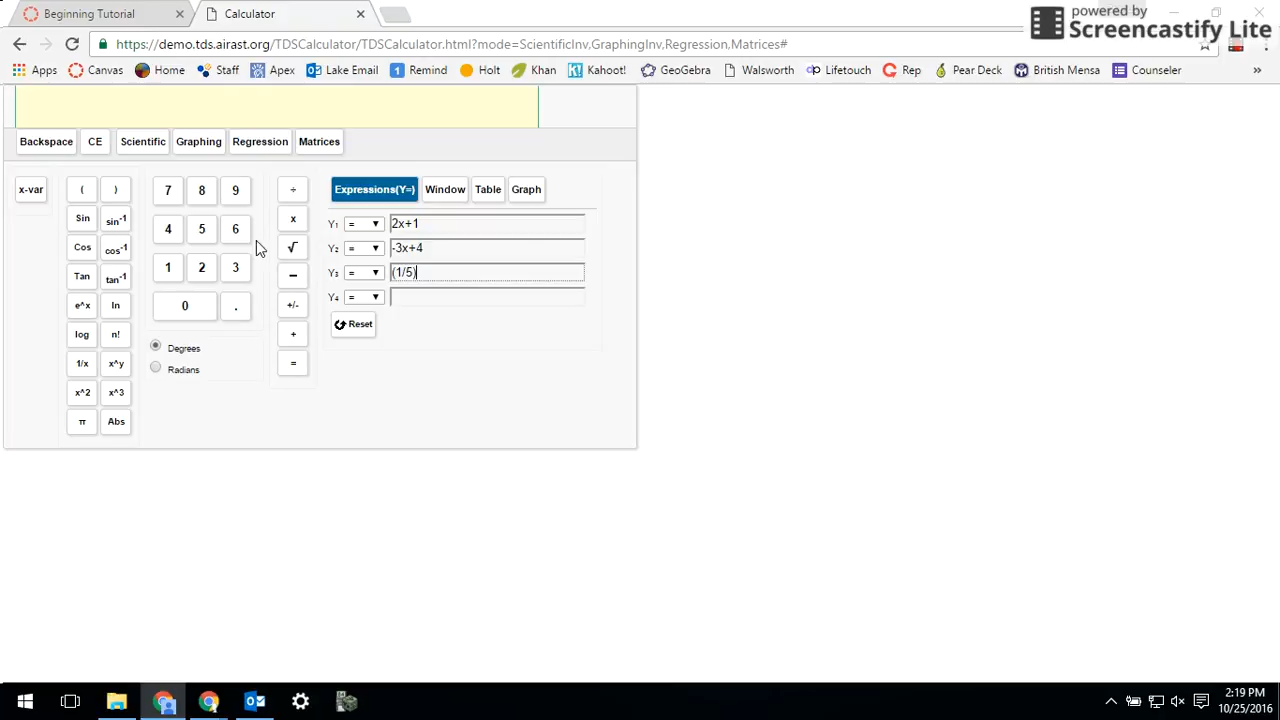 Beginning Tutorial
Calculator
powered by
Screencastify Lite
https://demo.tds.airast.org/TDSCalculator/TDSCalculator.html?mode=ScientificInv,GraphingInv,Regression,Matrices#
Apps Canvas Home Staff Apex Lake Email Remind Holt Khan Kahoot! GeoGebra Walsworth Lifetouch Rep Pear Deck British Mensa Counselor »
Backspace CE Scientific Graphing Regression Matrices
x-var ( ) 7 8 9 ÷ Expressions(Y=) Window Table Graph
Sin sin-1 4 5 6 x Y1 = 2x+1
Cos cos-1 √ Y2 = -3x+4
Tan tan-1 1 2 3 − Y3 = (1/5)
e^x ln 0 . +/- Y4 =
log n! + Reset
Degrees
1/x x^y Radians =
x^2 x^3
π Abs
2:19 PM
10/25/2016